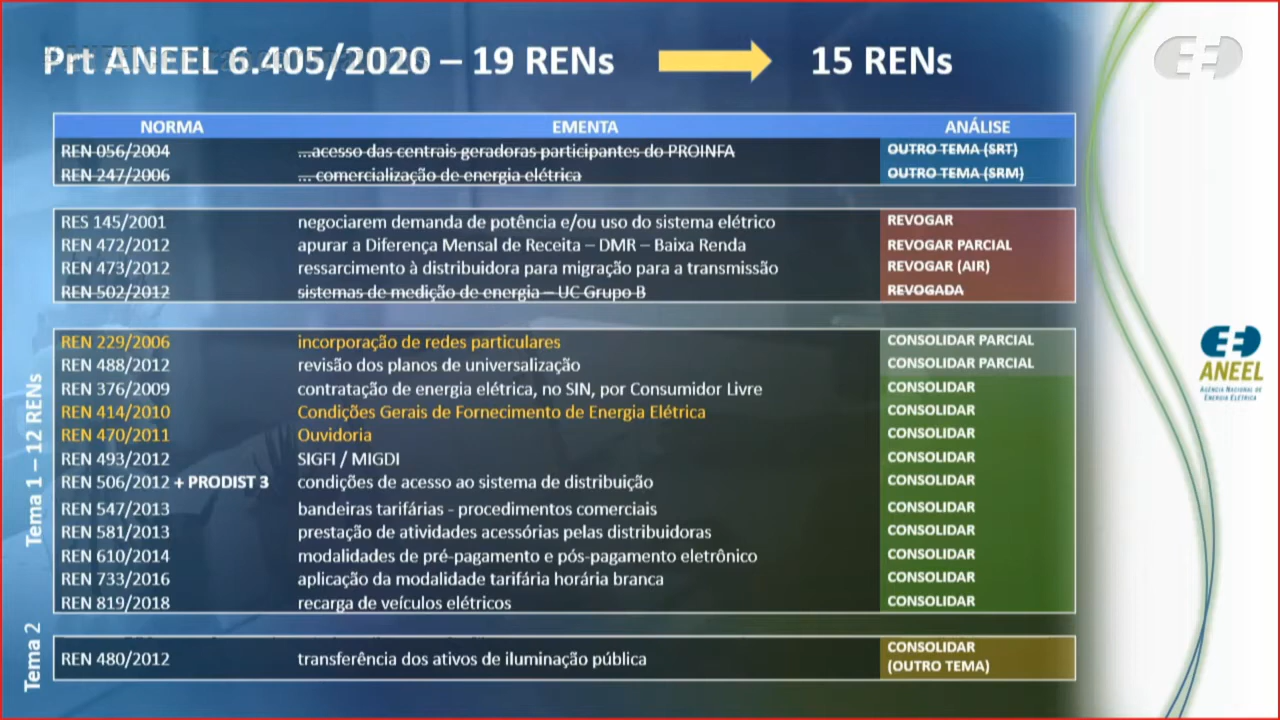 Prt ANEEL 6.405/2020 – 19 RENs 15 RENs
NORMA EMENTA ANÁLISE
REN 056/2004 ...acesso das centrais geradoras participantes do PROINFA OUTRO TEMA (SRT)
REN 247/2006 ... comercialização de energia elétrica OUTRO TEMA (SRM)
RES 145/2001 negociarem demanda de potência e/ou uso do sistema elétrico REVOGAR
REN 472/2012 apurar a Diferença Mensal de Receita – DMR – Baixa Renda REVOGAR PARCIAL
REN 473/2012 ressarcimento à distribuidora para migração para a transmissão REVOGAR (AIR)
REN 502/2012 sistemas de medição de energia – UC Grupo B REVOGADA
Tema 1 – 12 RENs
REN 229/2006 incorporação de redes particulares CONSOLIDAR PARCIAL
REN 488/2012 revisão dos planos de universalização CONSOLIDAR PARCIAL
REN 376/2009 contratação de energia elétrica, no SIN, por Consumidor Livre CONSOLIDAR
REN 414/2010 Condições Gerais de Fornecimento de Energia Elétrica CONSOLIDAR
REN 470/2011 Ouvidoria CONSOLIDAR
REN 493/2012 SIGFI / MIGDI CONSOLIDAR
REN 506/2012 + PRODIST 3 condições de acesso ao sistema de distribuição CONSOLIDAR
REN 547/2013 bandeiras tarifárias - procedimentos comerciais CONSOLIDAR
REN 581/2013 prestação de atividades acessórias pelas distribuidoras CONSOLIDAR
REN 610/2014 modalidades de pré-pagamento e pós-pagamento eletrônico CONSOLIDAR
REN 733/2016 aplicação da modalidade tarifária horária branca CONSOLIDAR
REN 819/2018 recarga de veículos elétricos CONSOLIDAR
Tema 2
REN 480/2012 transferência dos ativos de iluminação pública CONSOLIDAR
(OUTRO TEMA)
ANEEL
AGÊNCIA NACIONAL DE
ENERGIA ELÉTRICA